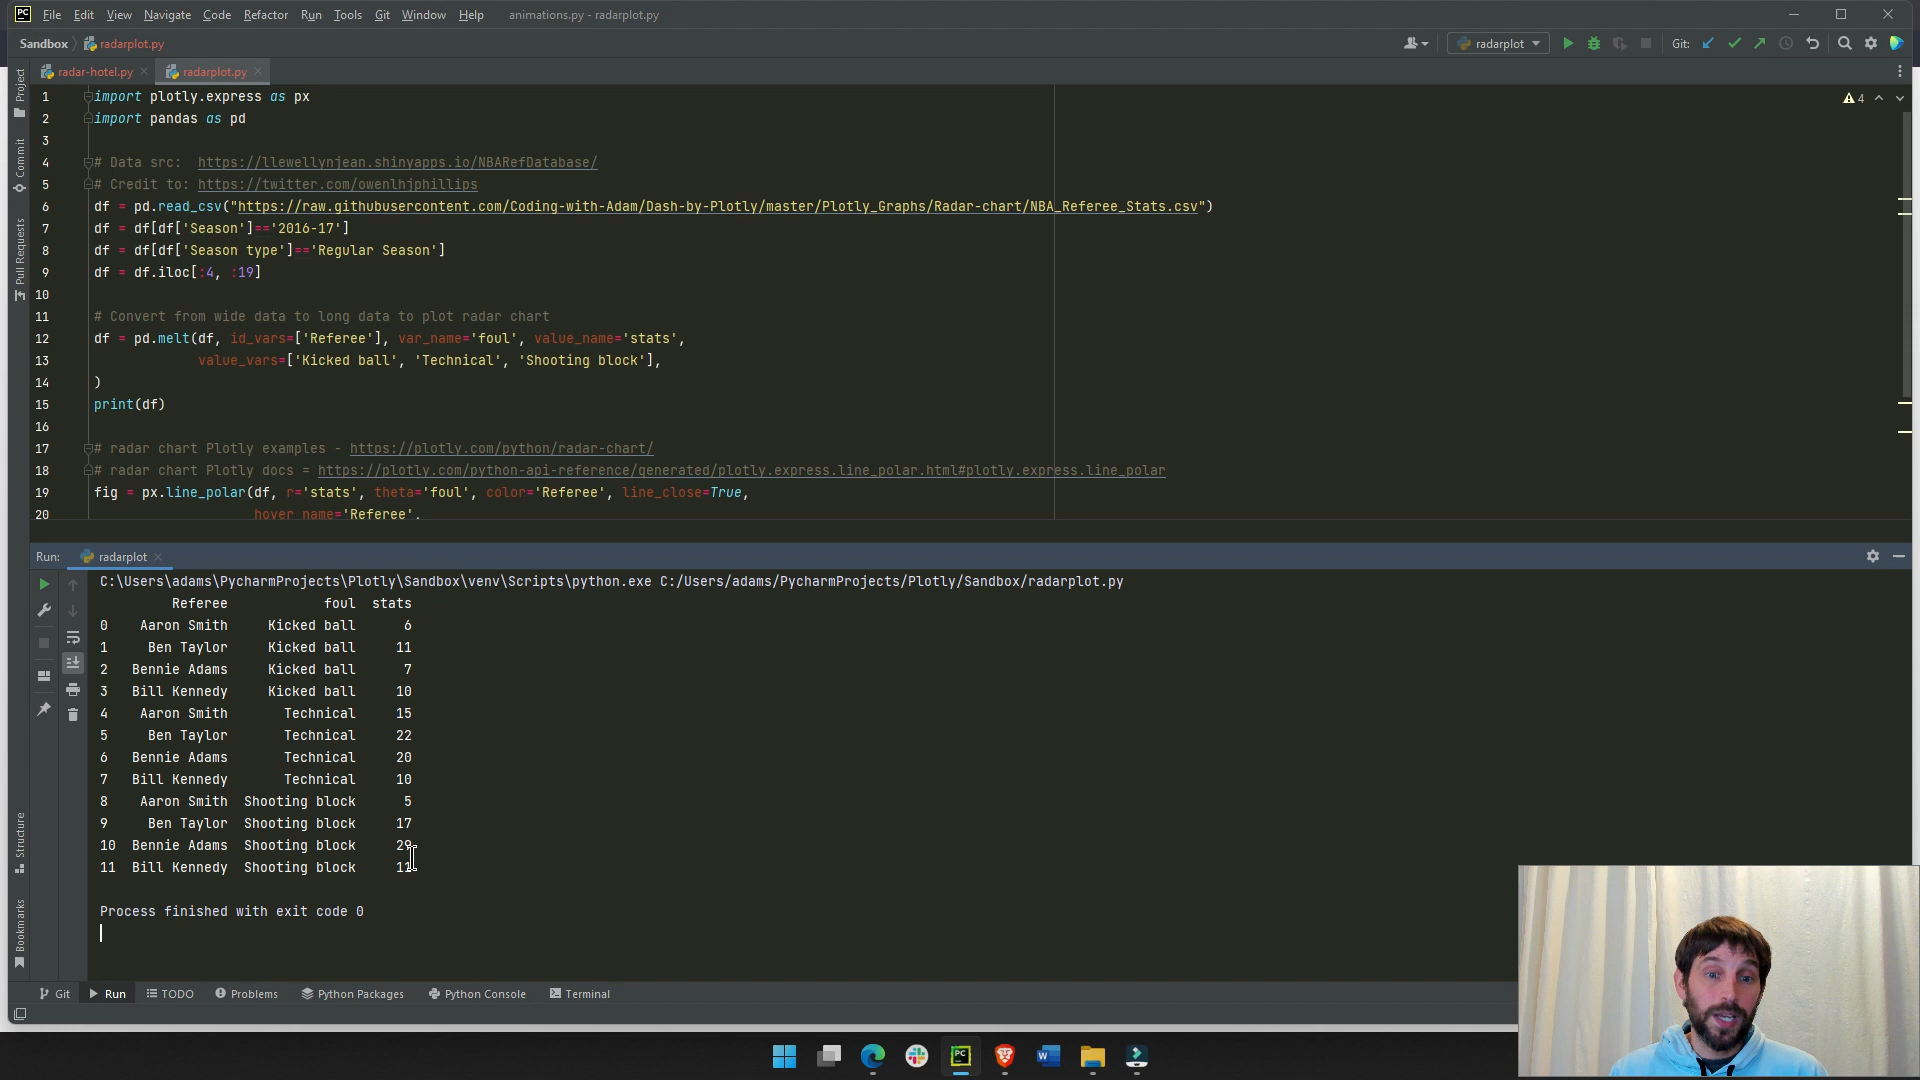 PC File Edit View Navigate Code Refactor Run Tools Git Window Help animations.py - radarplot.py
Sandbox radarplot.py radarplot Git:
radar-hotel.py radarplot.py
Project
Commit
Pull Request
4
1 import plotly.express as px
2 import pandas as pd
3
4 # Data src: https://llewellynjean.shinyapps.io/NBARefDatabase/
5 # Credit to: https://twitter.com/owenlhjphillips
6 df = pd.read_csv("https://raw.githubusercontent.com/Coding-with-Adam/Dash-by-Plotly/master/Plotly_Graphs/Radar-chart/NBA_Referee_Stats.csv")
7 df = df[df['Season']=='2016-17']
8 df = df[df['Season type']=='Regular Season']
9 df = df.iloc[:4, :19]
10
11 # Convert from wide data to long data to plot radar chart
12 df = pd.melt(df, id_vars=['Referee'], var_name='foul', value_name='stats',
13 value_vars=['Kicked ball', 'Technical', 'Shooting block'],
14 )
15 print(df)
16
17 # radar chart Plotly examples - https://plotly.com/python/radar-chart/
18 # radar chart Plotly docs = https://plotly.com/python-api-reference/generated/plotly.express.line_polar.html#plotly.express.line_polar
19 fig = px.line_polar(df, r='stats', theta='foul', color='Referee', line_close=True,
20 hover_name='Referee',
Run: radarplot
C:\Users\adams\PycharmProjects\Plotly\Sandbox\venv\Scripts\python.exe C:/Users/adams/PycharmProjects/Plotly/Sandbox/radarplot.py
Referee foul stats
0 Aaron Smith Kicked ball 6
1 Ben Taylor Kicked ball 11
2 Bennie Adams Kicked ball 7
3 Bill Kennedy Kicked ball 10
4 Aaron Smith Technical 15
5 Ben Taylor Technical 22
6 Bennie Adams Technical 20
7 Bill Kennedy Technical 10
8 Aaron Smith Shooting block 5
9 Ben Taylor Shooting block 17
10 Bennie Adams Shooting block 29
11 Bill Kennedy Shooting block 11
Process finished with exit code 0
Structure
Bookmarks
Git Run TODO Problems Python Packages Python Console Terminal
PC W